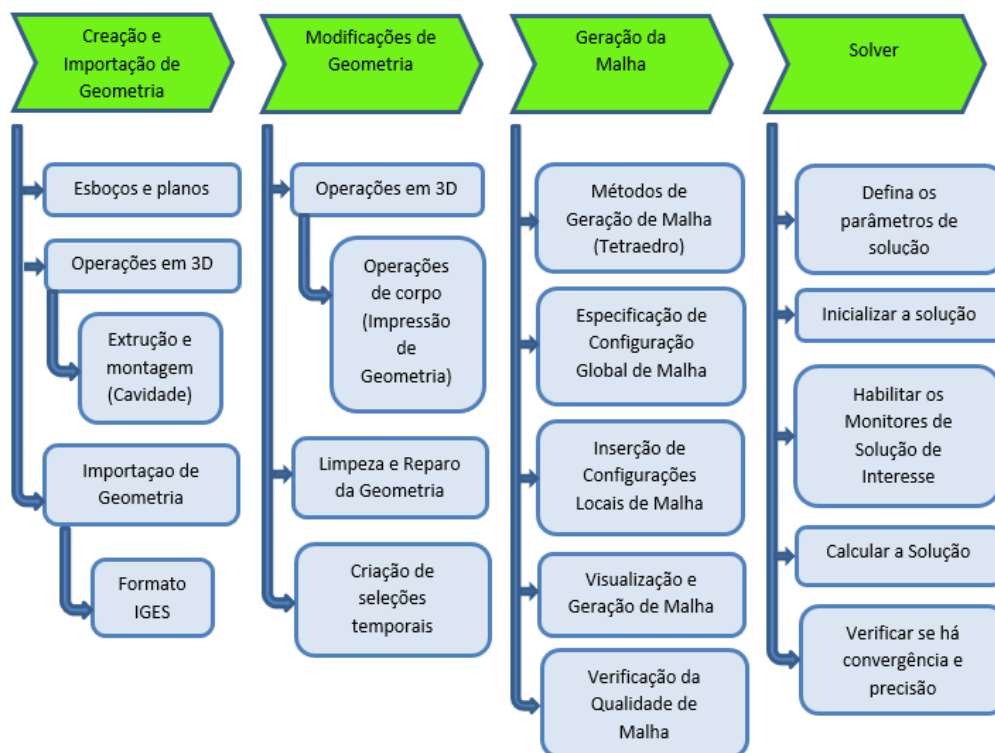 Criação e
Importação de
Geometria
Esboços e planos
Operações em 3D
Extrução e
montagem
(Cavidade)
Importaçao de
Geometria
Formato
IGES
Modificações de
Geometria
Operações em 3D
Operações
de corpo
(Impressão
de
Geometria)
Limpeza e Reparo
da Geometria
Criação de
seleções
temporais
Geração da
Malha
Métodos de
Geração de Malha
(Tetraedro)
Especificação de
Configuração
Global de Malha
Inserção de
Configurações
Locais de Malha
Visualização e
Geração de Malha
Verificação da
Qualidade de
Malha
Solver
Defina os
parâmetros de
solução
Inicializar a solução
Habilitar os
Monitores de
Solução de
Interesse
Calcular a Solução
Verificar se há
convergência e
precisão